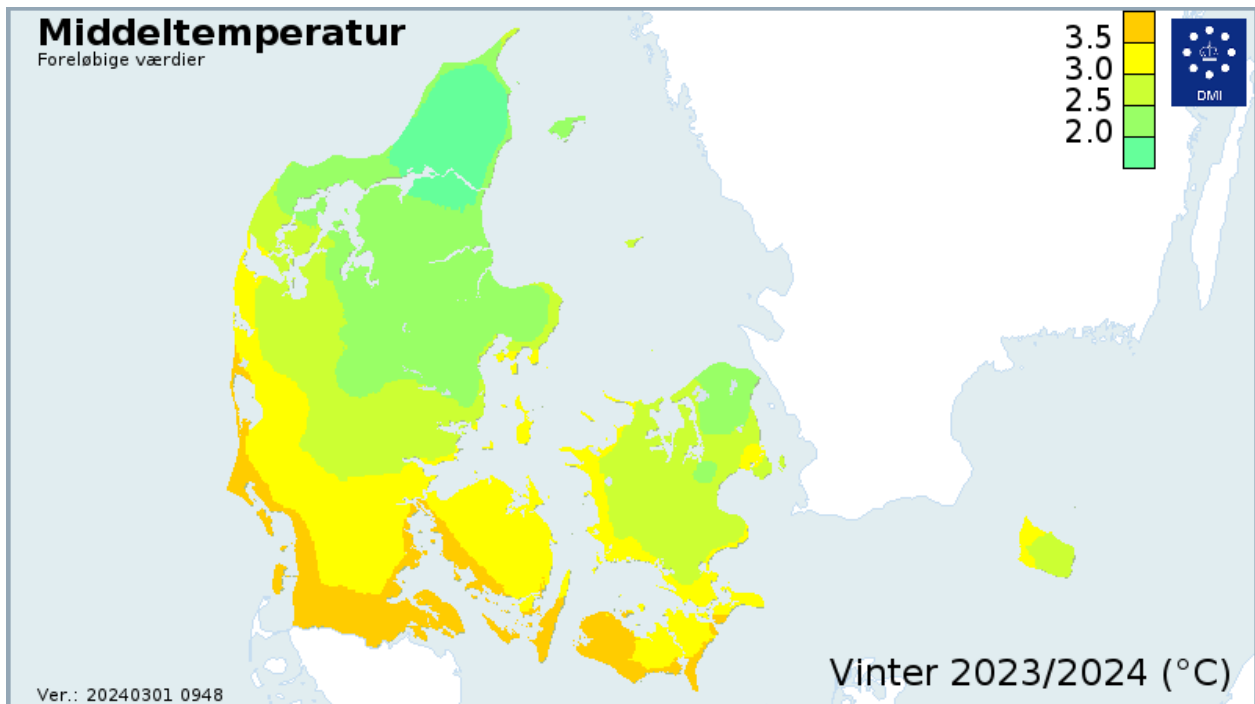 Middeltemperatur
Foreløbige værdier
3.5
3.0
2.5
2.0
DMI
Vinter 2023/2024 (°C)
Ver.: 20240301 0948